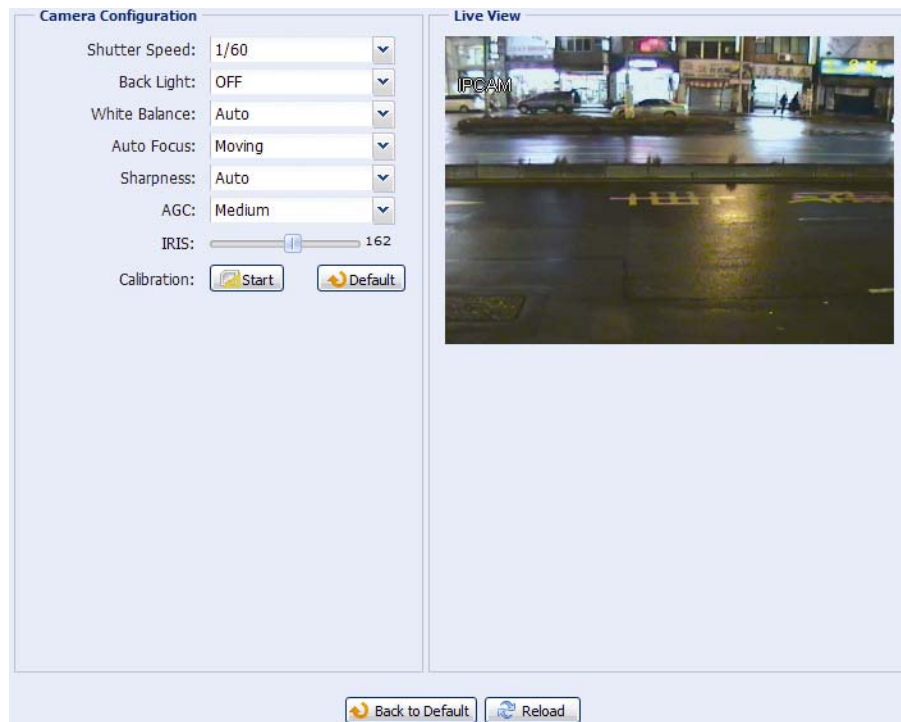 Camera Configuration
Shutter Speed: 1/60
Back Light: OFF
White Balance: Auto
Auto Focus: Moving
Sharpness: Auto
AGC: Medium
IRIS: 162
Calibration: Start Default
Live View
IPCAM
Back to Default Reload